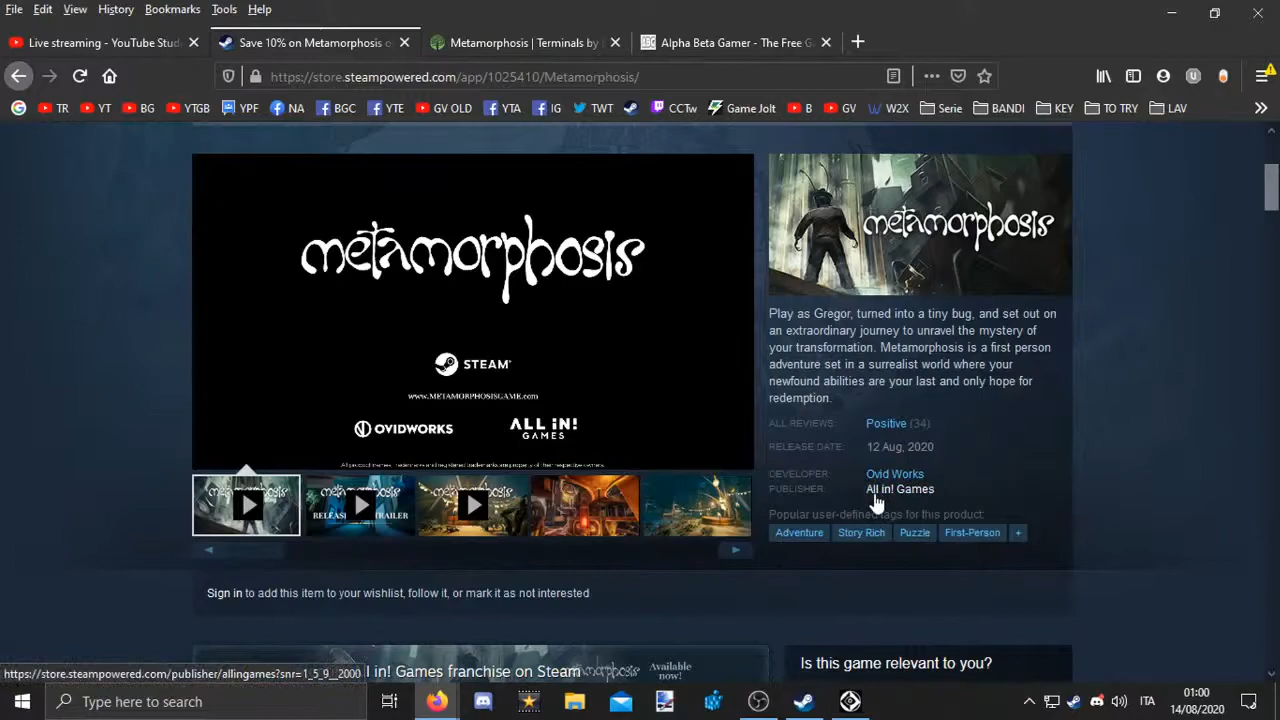 File Edit View History Bookmarks Tools Help
Live streaming - YouTube Stud
Save 10% on Metamorphosis o
Metamorphosis | Terminals by
Alpha Beta Gamer - The Free G
https://store.steampowered.com/app/1025410/Metamorphosis/
TR YT BG YTGB YPF NA BGC YTE GV OLD YTA IG TWT CCTw Game Jolt B GV W2X Serie BANDI KEY TO TRY LAV
metamorphosis
STEAM
www.METAMORPHOSISGAME.com
OVIDWORKS
ALL iN! GAMES
metamorphosis
Play as Gregor, turned into a tiny bug, and set out on
an extraordinary journey to unravel the mystery of
your transformation. Metamorphosis is a first person
adventure set in a surrealist world where your
newfound abilities are your last and only hope for
redemption.
ALL REVIEWS: Positive (34)
RELEASE DATE: 12 Aug, 2020
DEVELOPER: Ovid Works
PUBLISHER: All in! Games
Popular user-defined tags for this product:
Adventure Story Rich Puzzle First-Person +
Sign in to add this item to your wishlist, follow it, or mark it as not interested
l in! Games franchise on Steam
metamorphosis
Available
now!
Is this game relevant to you?
https://store.steampowered.com/publisher/allingames?snr=1_5_9__2000
Type here to search
ITA
01:00
14/08/2020